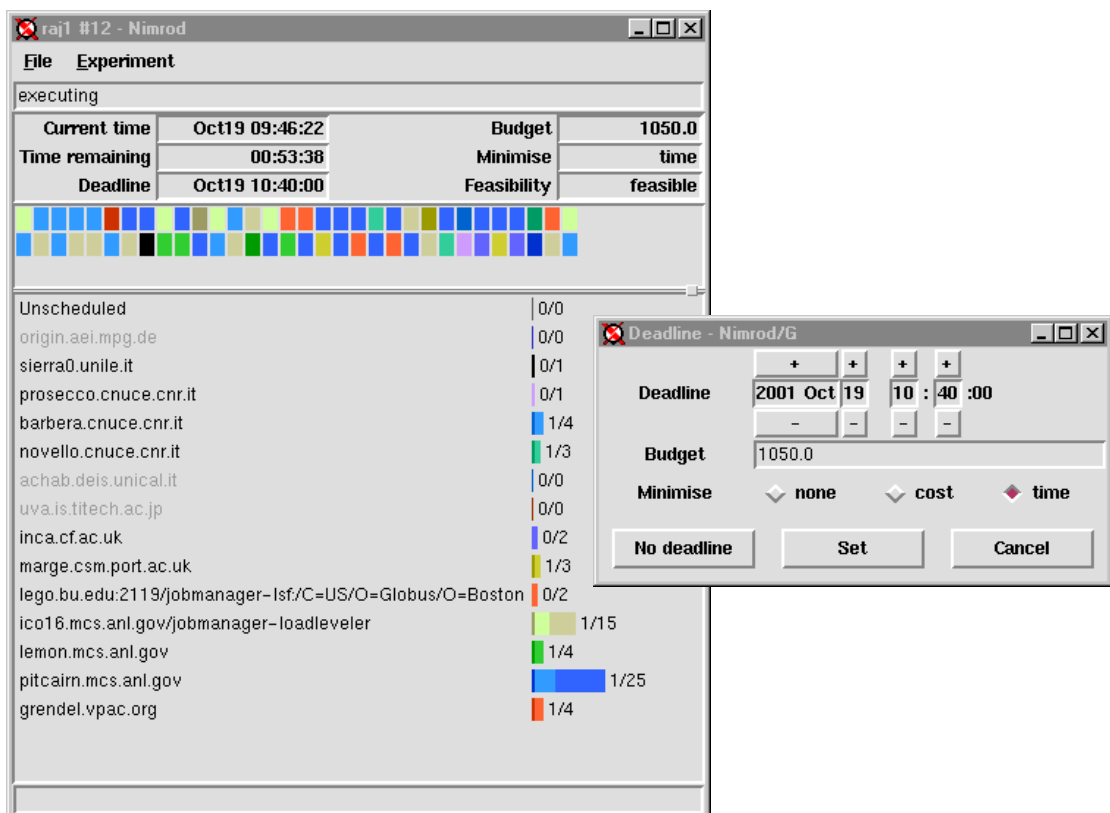 raj1 #12 - Nimrod
File Experiment
executing
Current time Oct19 09:46:22 Budget 1050.0
Time remaining 00:53:38 Minimise time
Deadline Oct19 10:40:00 Feasibility feasible
Unscheduled 0/0
origin.aei.mpg.de 0/0
sierra0.unile.it 0/1
prosecco.cnuce.cnr.it 0/1
barbera.cnuce.cnr.it 1/4
novello.cnuce.cnr.it 1/3
achab.deis.unical.it 0/0
uva.is.titech.ac.jp 0/0
inca.cf.ac.uk 0/2
marge.csm.port.ac.uk 1/3
lego.bu.edu:2119/jobmanager-lsf:/C=US/O=Globus/O=Boston 0/2
ico16.mcs.anl.gov/jobmanager-loadleveler 1/15
lemon.mcs.anl.gov 1/4
pitcairn.mcs.anl.gov 1/25
grendel.vpac.org 1/4
Deadline - Nimrod/G
+ + + +
Deadline 2001 Oct 19 10 : 40 :00
- - - -
Budget 1050.0
Minimise none cost time
No deadline Set Cancel